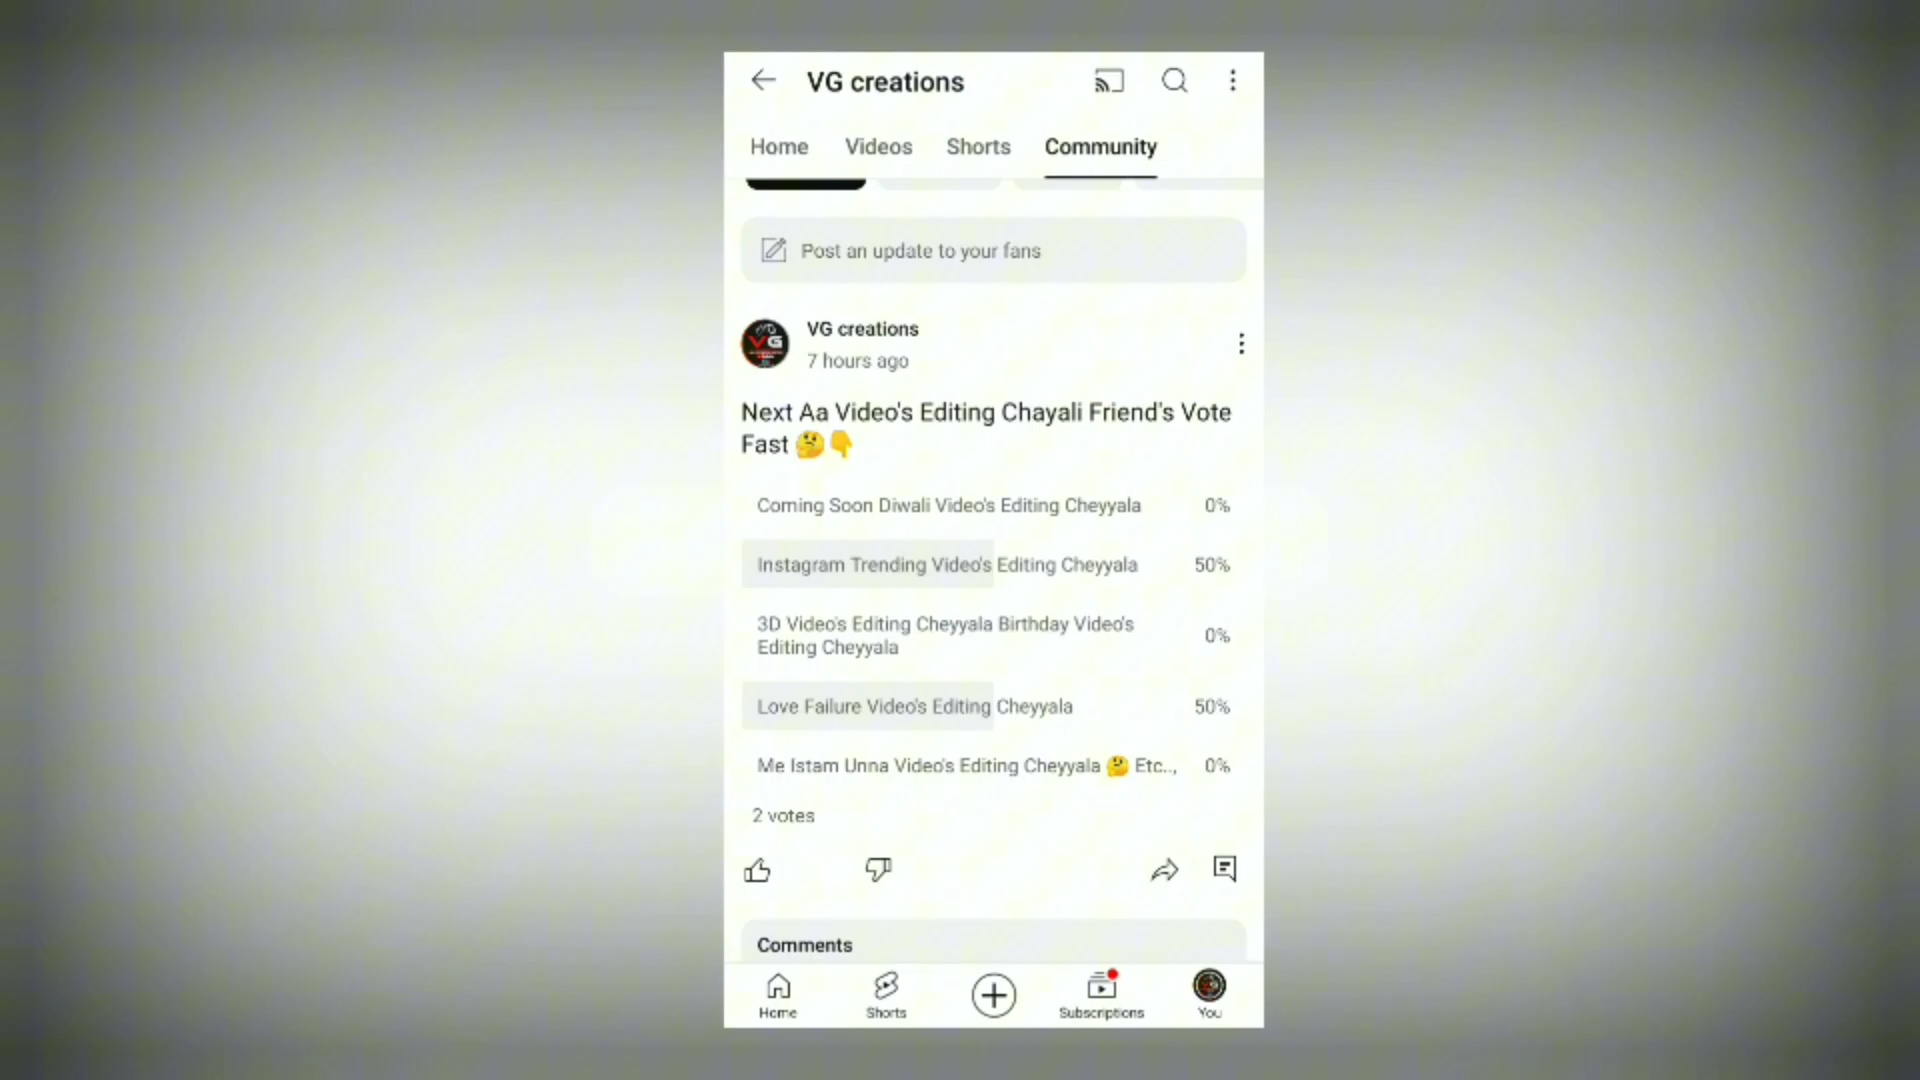 VG creations
Home Videos Shorts Community
Post an update to your fans
VG creations
7 hours ago
Next Aa Video's Editing Chayali Friend's Vote
Fast 🤔👇
Coming Soon Diwali Video's Editing Cheyyala 0%
Instagram Trending Video's Editing Cheyyala 50%
3D Video's Editing Cheyyala Birthday Video's
Editing Cheyyala 0%
Love Failure Video's Editing Cheyyala 50%
Me Istam Unna Video's Editing Cheyyala 🤔 Etc.., 0%
2 votes
Comments
Home Shorts Subscriptions You